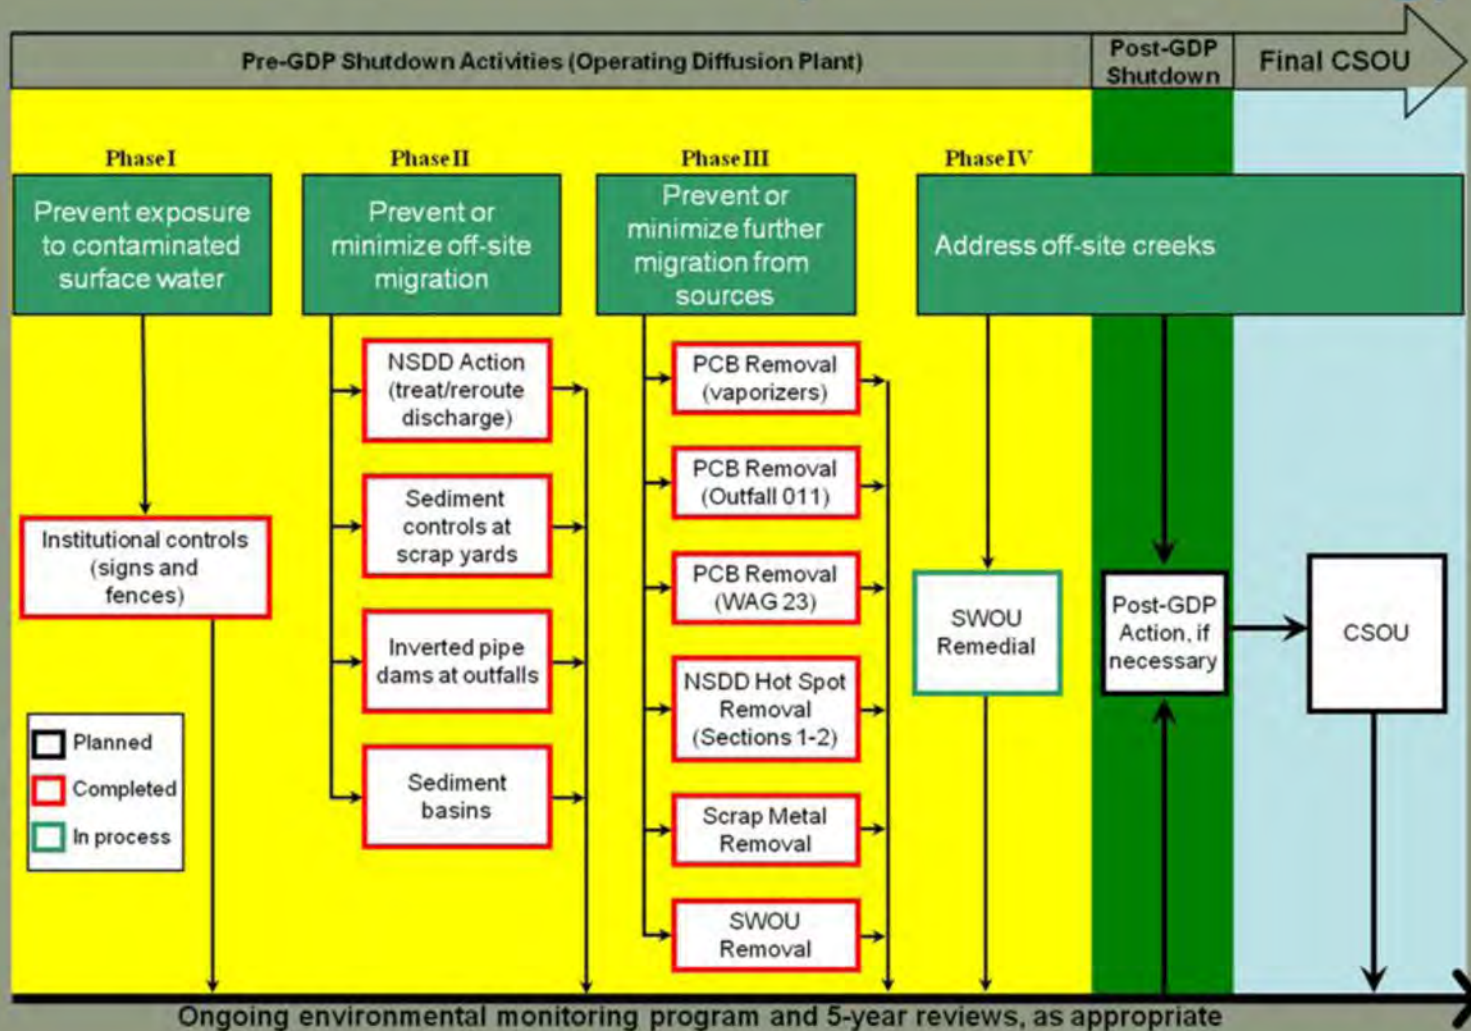 Pre-GDP Shutdown Activities (Operating Diffusion Plant)
Post-GDP
Shutdown
Final CSOU
Phase I
Phase II
Phase III
Phase IV
Prevent exposure
to contaminated
surface water
Prevent or
minimize off-site
migration
Prevent or
minimize further
migration from
sources
Address off-site creeks
Institutional controls
(signs and
fences)
NSDD Action
(treat/reroute
discharge)
Sediment
controls at
scrap yards
Inverted pipe
dams at outfalls
Sediment
basins
PCB Removal
(vaporizers)
PCB Removal
(Outfall 011)
PCB Removal
(WAG 23)
NSDD Hot Spot
Removal
(Sections 1-2)
Scrap Metal
Removal
SWOU
Removal
SWOU
Remedial
Post-GDP
Action, if
necessary
CSOU
Planned
Completed
In process
Ongoing environmental monitoring program and 5-year reviews, as appropriate